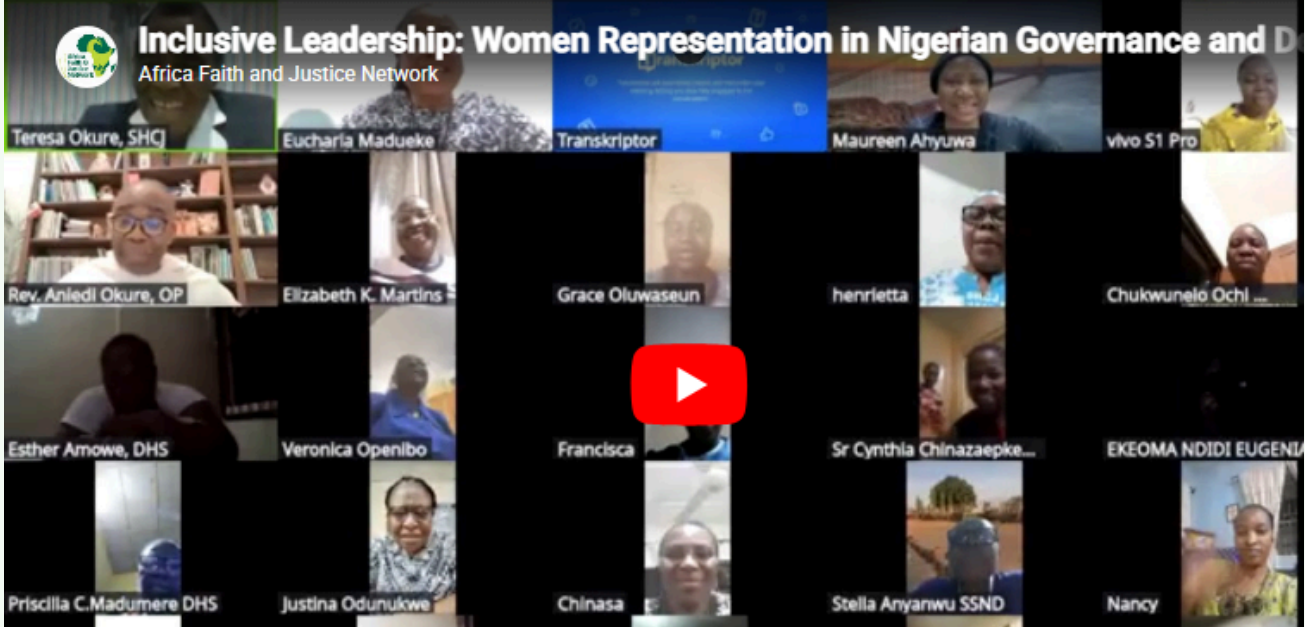 Inclusive Leadership: Women Representation in Nigerian Governance and D
Africa Faith and Justice Network
Transkriptor
Teresa Okure, SHCJ
Eucharia Madueke
Transkriptor
Maureen Ahyuwa
vivo S1 Pro
Rev. Aniedi Okure, OP
Elizabeth K. Martins
Grace Oluwaseun
henrietta
Chukwunelo Ochi ...
Esther Amowe, DHS
Veronica Openibo
Francisca
Sr Cynthia Chinazaepke...
EKEOMA NDIDI EUGENIA
Priscilla C.Madumere DHS
Justina Odunukwe
Chinasa
Stella Anyanwu SSND
Nancy